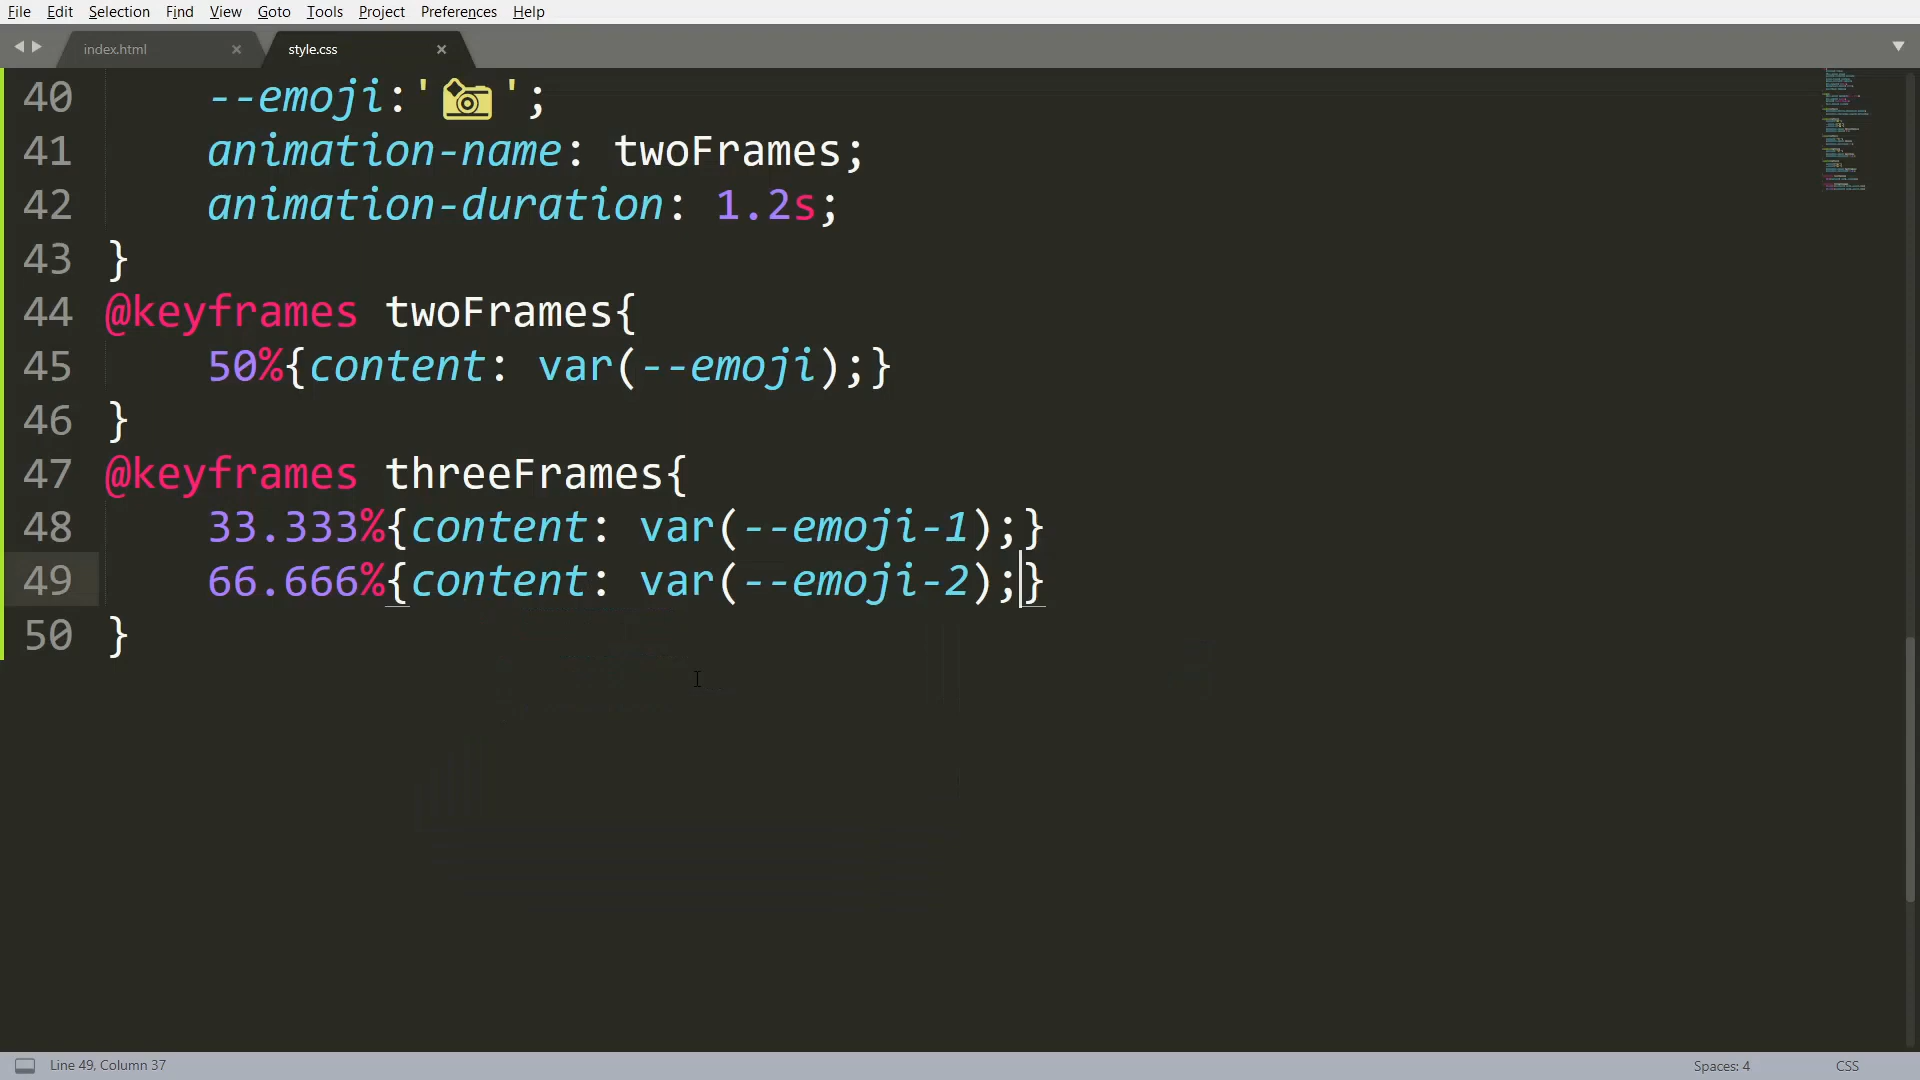 File Edit Selection Find View Goto Tools Project Preferences Help
index.html × style.css ×
40 --emoji:'📸';
41 animation-name: twoFrames;
42 animation-duration: 1.2s;
43 }
44 @keyframes twoFrames{
45 50%{content: var(--emoji);}
46 }
47 @keyframes threeFrames{
48 33.333%{content: var(--emoji-1);}
49 66.666%{content: var(--emoji-2);}
50 }
Line 49, Column 37 Spaces: 4 CSS